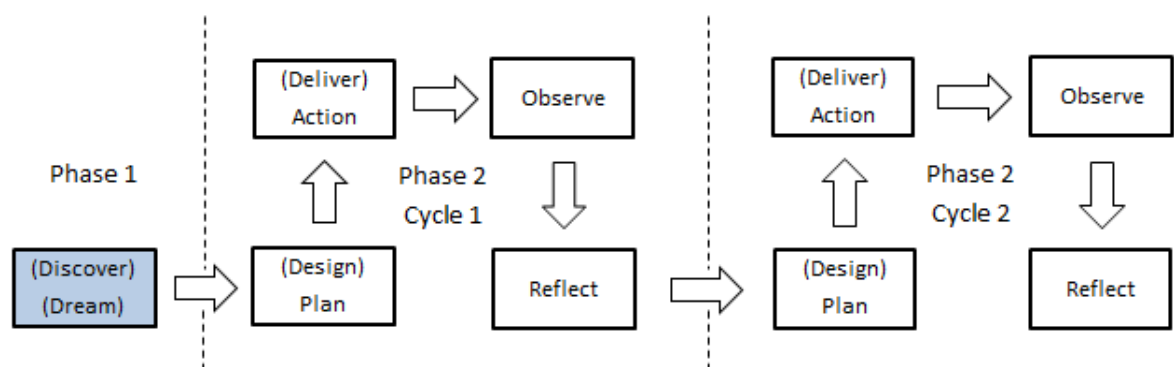 Phase 1
(Discover)
(Dream)
(Deliver)
Action
Observe
Phase 2
Cycle 1
(Design)
Plan
Reflect
(Deliver)
Action
Observe
Phase 2
Cycle 2
(Design)
Plan
Reflect